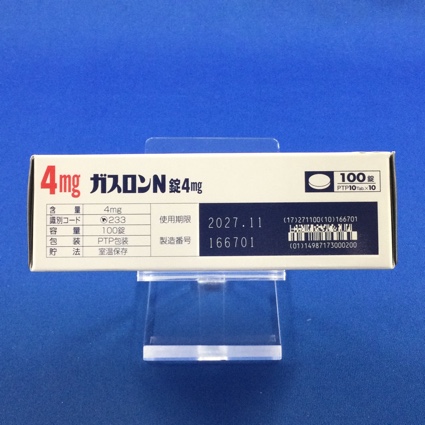 4mg ガスロンN錠4mg
100錠
PTP10Tab.×10
含量 4mg
識別コード 233
容量 100錠
包装 PTP包装
貯法 室温保存
使用期限 2027.11
製造番号 166701
(17)271100(10)166701
(01)14987173000200